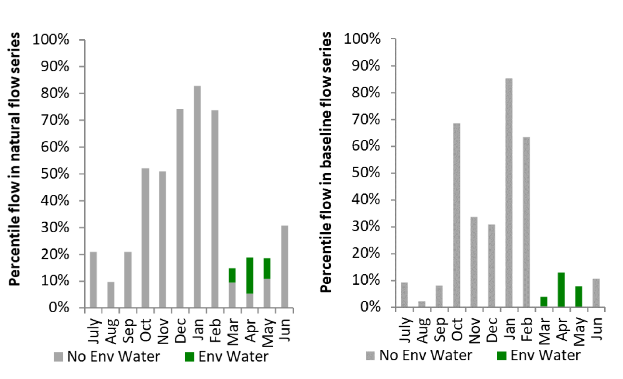 Percentile flow in natural flow series
100%
90%
80%
70%
60%
50%
40%
30%
20%
10%
0%
July
Aug
Sep
Oct
Nov
Dec
Jan
Feb
Mar
Apr
May
Jun
No Env Water
Env Water
Percentile flow in baseline flow series
100%
90%
80%
70%
60%
50%
40%
30%
20%
10%
0%
July
Aug
Sep
Oct
Nov
Dec
Jan
Feb
Mar
Apr
May
Jun
No Env Water
Env Water